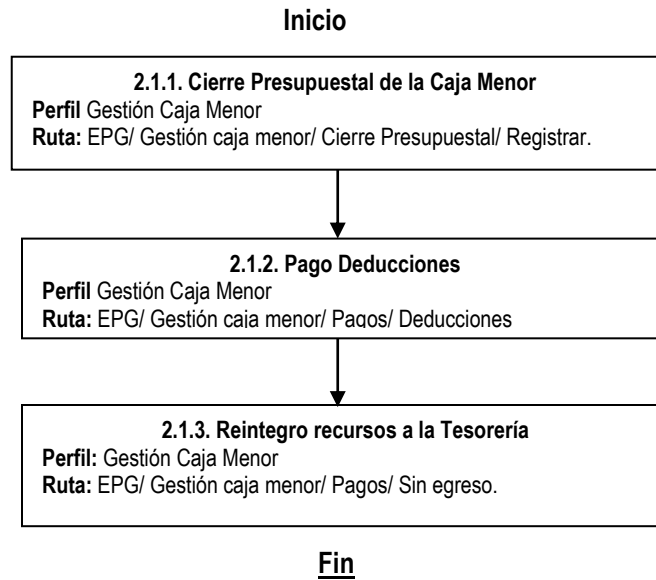 Inicio
2.1.1. Cierre Presupuestal de la Caja Menor
Perfil Gestión Caja Menor
Ruta: EPG/ Gestión caja menor/ Cierre Presupuestal/ Registrar.
2.1.2. Pago Deducciones
Perfil Gestión Caja Menor
Ruta: EPG/ Gestión caja menor/ Pagos/ Deducciones
2.1.3. Reintegro recursos a la Tesorería
Perfil: Gestión Caja Menor
Ruta: EPG/ Gestión caja menor/ Pagos/ Sin egreso.
Fin